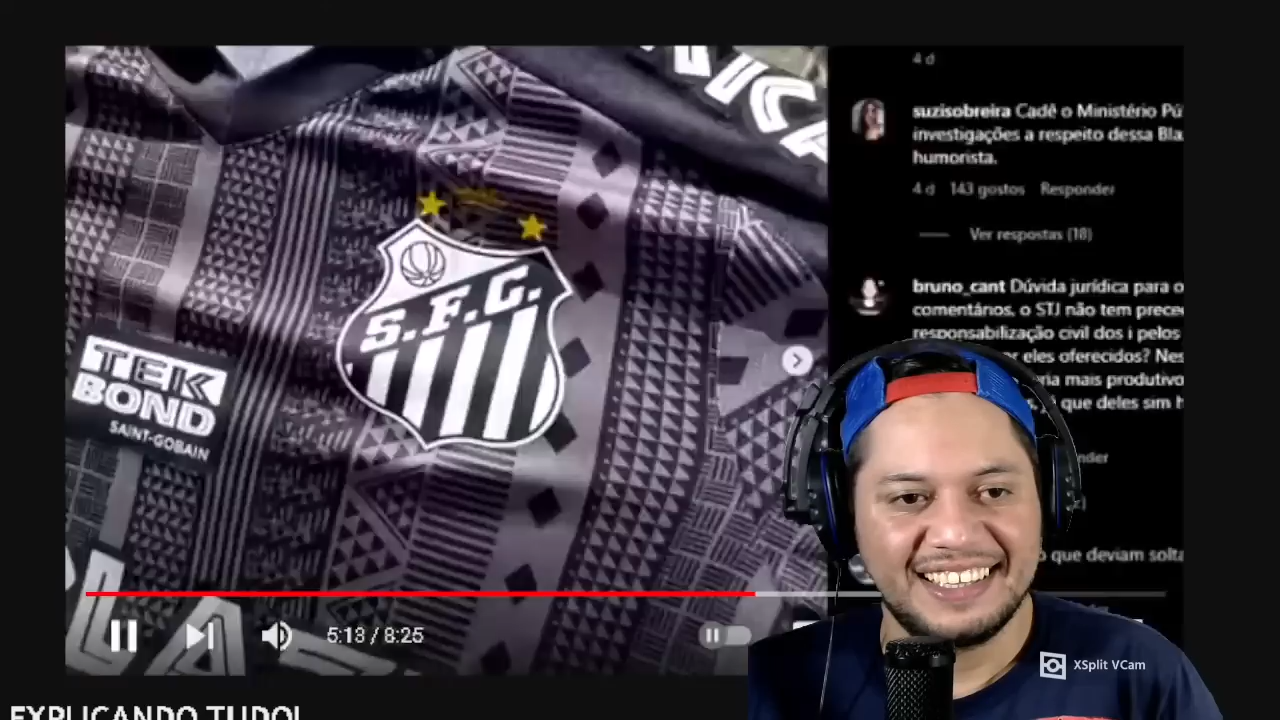 4 d
suzisobreira Cadê o Ministério Pú
investigações a respeito dessa Bla
humorista.
4 d 143 gostos Responder
Ver respostas (18)
bruno_cant Dúvida jurídica para o
comentários, o STJ não tem prece
responsabilização civil dos i pelos
eles oferecidos? Nes
ria mais produtivo
já que deles sim h
nder
que deviam solta
S.F.C.
TEK
BOND
SAINT-GOBAIN
5:13 / 8:25
XSplit VCam
EXPLICANDO TUDO!